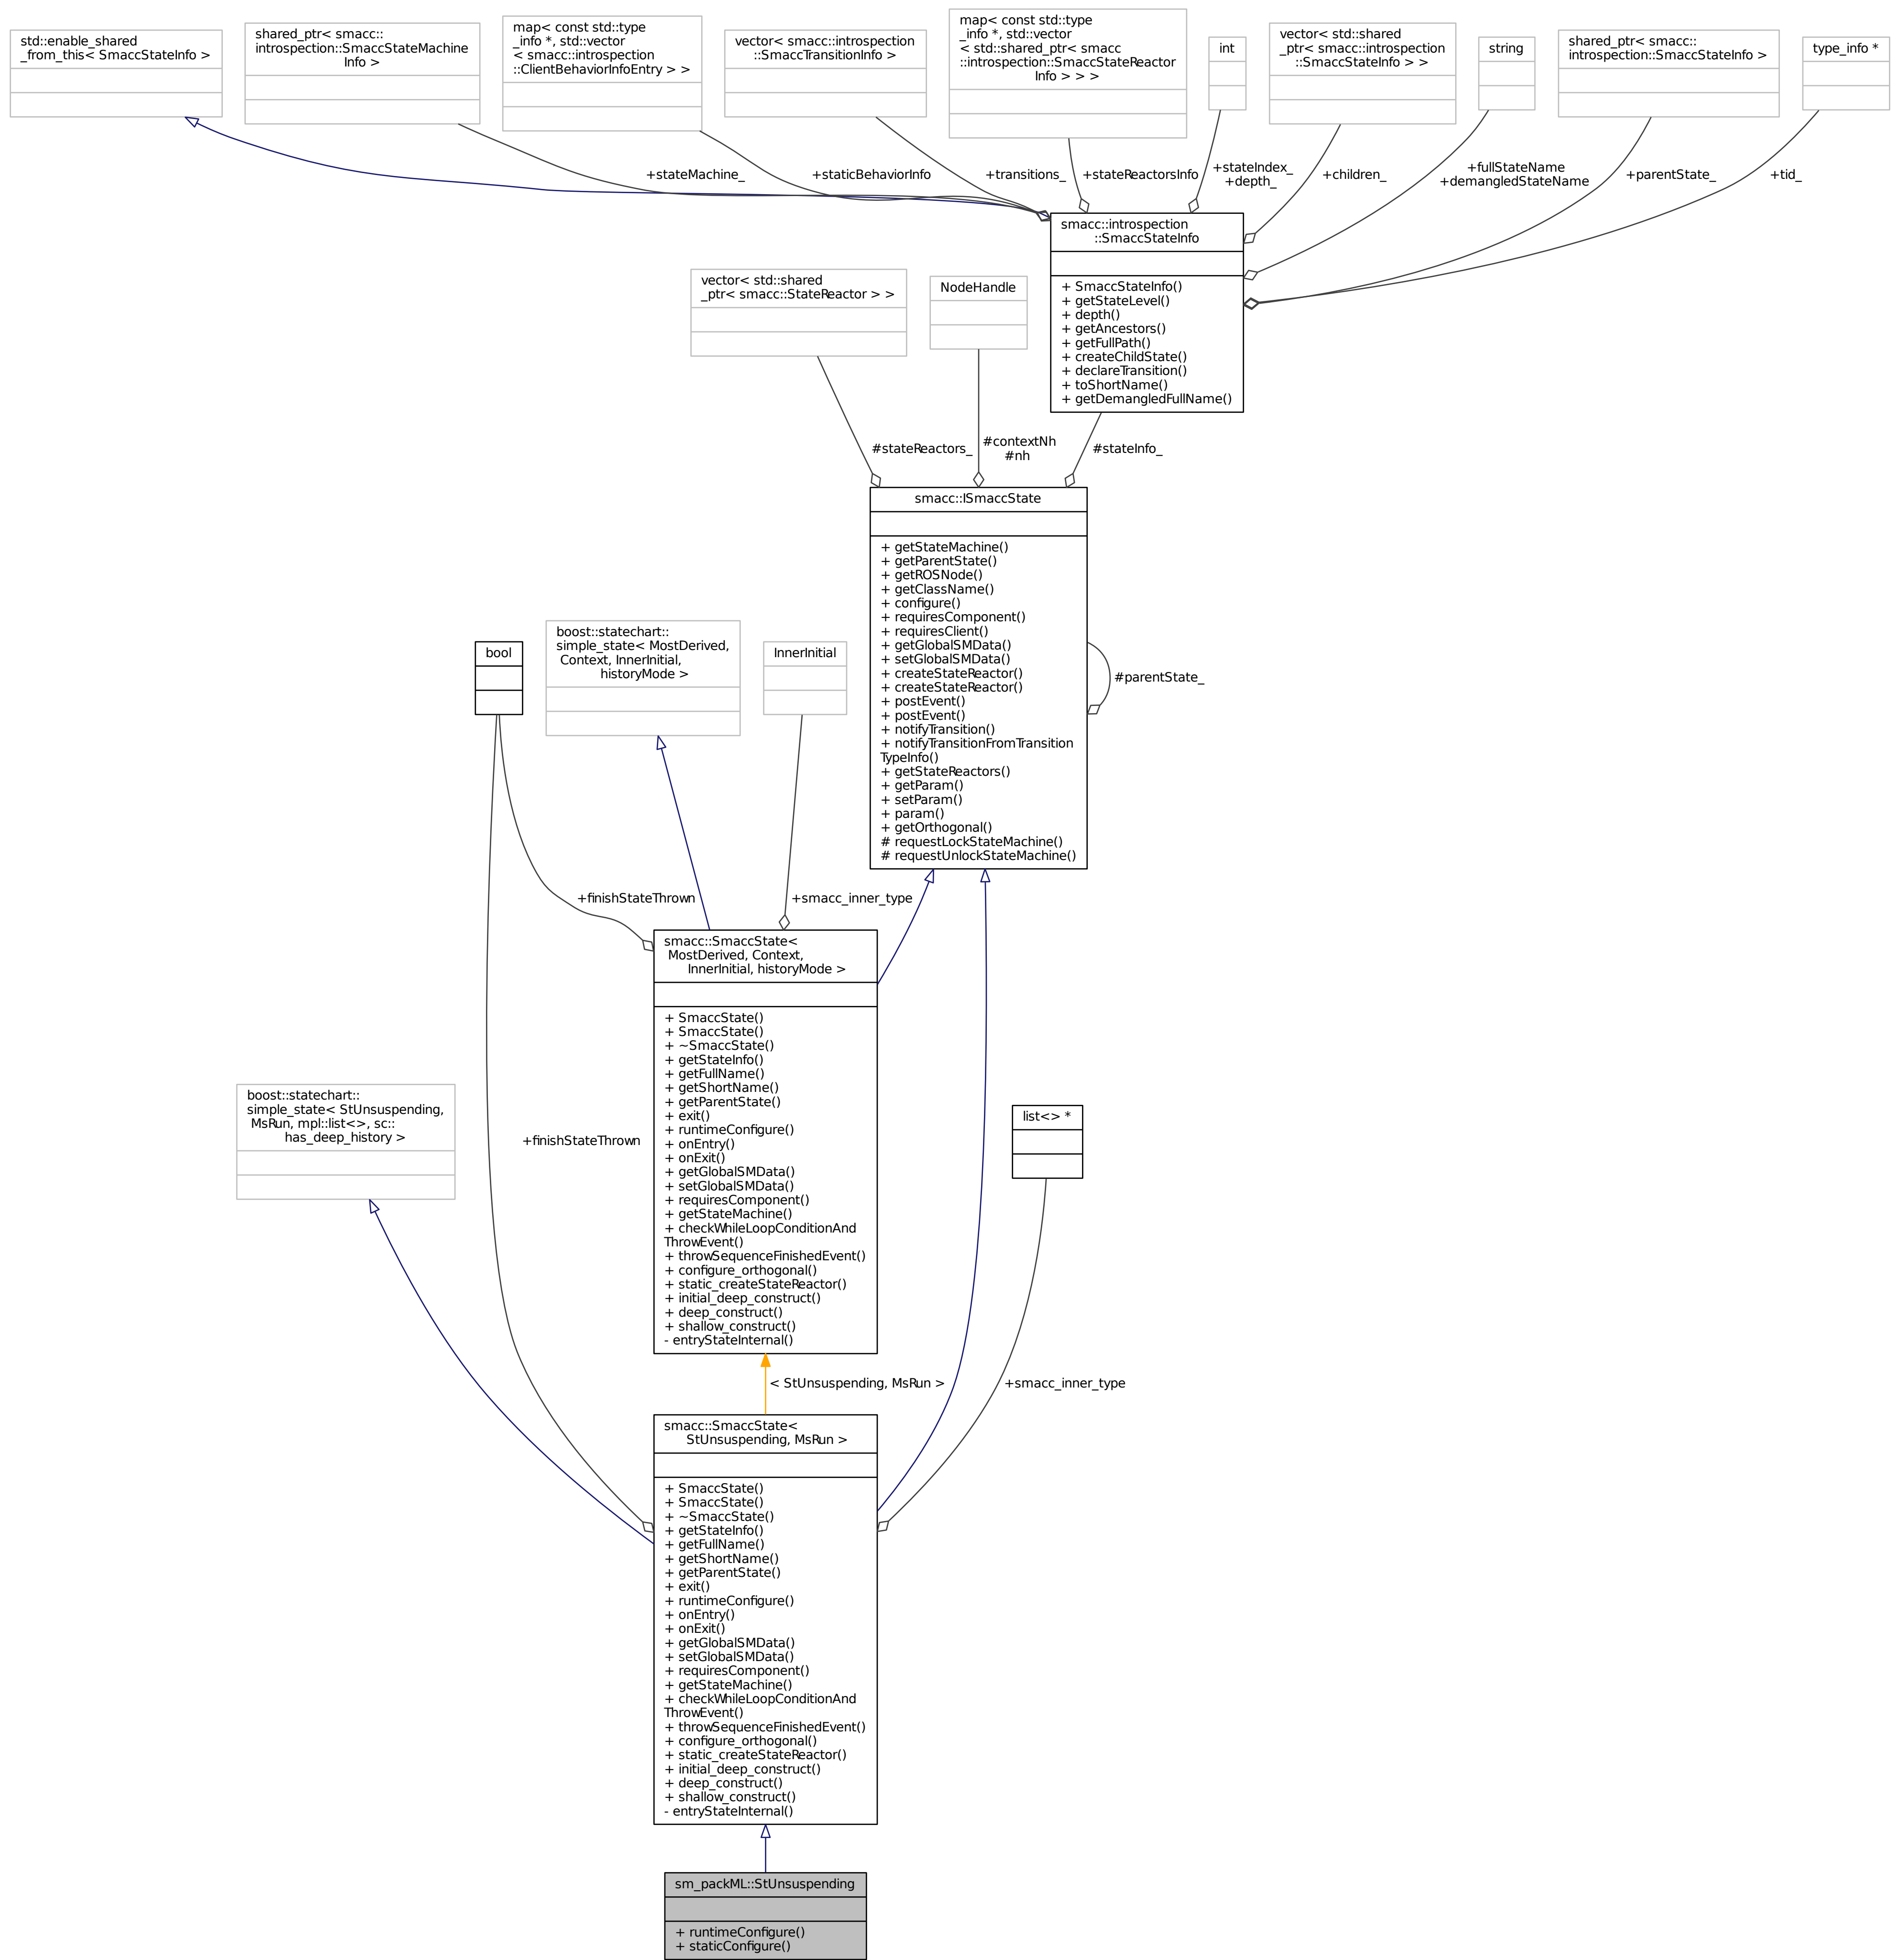 std::enable_shared
_from_this< SmaccStateInfo >
shared_ptr< smacc::
introspection::SmaccStateMachine
Info >
map< const std::type
_info *, std::vector
< smacc::introspection
::ClientBehaviorInfoEntry > >
vector< smacc::introspection
::SmaccTransitionInfo >
map< const std::type
_info *, std::vector
< std::shared_ptr< smacc
::introspection::SmaccStateReactor
Info > > >
int
vector< std::shared
_ptr< smacc::introspection
::SmaccStateInfo > >
string
shared_ptr< smacc::
introspection::SmaccStateInfo >
type_info *
+stateMachine_
+staticBehaviorInfo
+transitions_
+stateReactorsInfo
+stateIndex_
+depth_
+children_
+fullStateName
+demangledStateName
+parentState_
+tid_
smacc::introspection
::SmaccStateInfo
+ SmaccStateInfo()
+ getStateLevel()
+ depth()
+ getAncestors()
+ getFullPath()
+ createChildState()
+ declareTransition()
+ toShortName()
+ getDemangledFullName()
vector< std::shared
_ptr< smacc::StateReactor > >
NodeHandle
#stateReactors_
#contextNh
#nh
#stateInfo_
smacc::ISmaccState
+ getStateMachine()
+ getParentState()
+ getROSNode()
+ getClassName()
+ configure()
+ requiresComponent()
+ requiresClient()
+ getGlobalSMData()
+ setGlobalSMData()
+ createStateReactor()
+ createStateReactor()
+ postEvent()
+ postEvent()
+ notifyTransition()
+ notifyTransitionFromTransition
TypeInfo()
+ getStateReactors()
+ getParam()
+ setParam()
+ param()
+ getOrthogonal()
# requestLockStateMachine()
# requestUnlockStateMachine()
#parentState_
bool
boost::statechart::
simple_state< MostDerived,
Context, InnerInitial,
historyMode >
InnerInitial
+finishStateThrown
+smacc_inner_type
smacc::SmaccState<
MostDerived, Context,
InnerInitial, historyMode >
+ SmaccState()
+ SmaccState()
+ ~SmaccState()
+ getStateInfo()
+ getFullName()
+ getShortName()
+ getParentState()
+ exit()
+ runtimeConfigure()
+ onEntry()
+ onExit()
+ getGlobalSMData()
+ setGlobalSMData()
+ requiresComponent()
+ getStateMachine()
+ checkWhileLoopConditionAnd
ThrowEvent()
+ throwSequenceFinishedEvent()
+ configure_orthogonal()
+ static_createStateReactor()
+ initial_deep_construct()
+ deep_construct()
+ shallow_construct()
- entryStateInternal()
boost::statechart::
simple_state< StUnsuspending,
MsRun, mpl::list<>, sc::
has_deep_history >
+finishStateThrown
list<> *
< StUnsuspending, MsRun >
+smacc_inner_type
smacc::SmaccState<
StUnsuspending, MsRun >
+ SmaccState()
+ SmaccState()
+ ~SmaccState()
+ getStateInfo()
+ getFullName()
+ getShortName()
+ getParentState()
+ exit()
+ runtimeConfigure()
+ onEntry()
+ onExit()
+ getGlobalSMData()
+ setGlobalSMData()
+ requiresComponent()
+ getStateMachine()
+ checkWhileLoopConditionAnd
ThrowEvent()
+ throwSequenceFinishedEvent()
+ configure_orthogonal()
+ static_createStateReactor()
+ initial_deep_construct()
+ deep_construct()
+ shallow_construct()
- entryStateInternal()
sm_packML::StUnsuspending
+ runtimeConfigure()
+ staticConfigure()